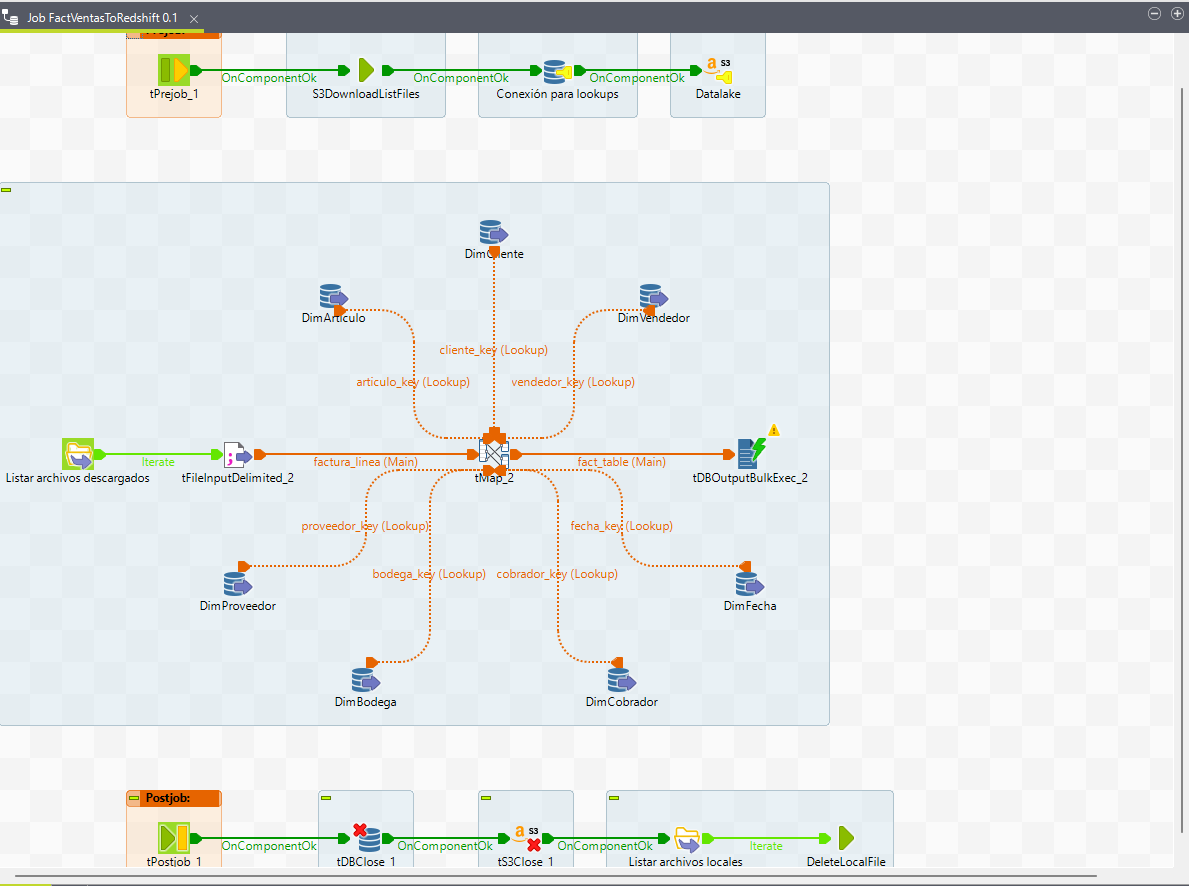 Job FactVentasToRedshift 0.1
OnComponentOk
OnComponentOk
OnComponentOk
S3
tPrejob_1
S3DownloadListFiles
Conexión para lookups
Datalake
DimCliente
DimArticulo
DimVendedor
cliente_key (Lookup)
articulo_key (Lookup)
vendedor_key (Lookup)
Iterate
factura_linea (Main)
fact_table (Main)
Listar archivos descargados
tFileInputDelimited_2
tMap_2
tDBOutputBulkExec_2
proveedor_key (Lookup)
fecha_key (Lookup)
bodega_key (Lookup)
cobrador_key (Lookup)
DimProveedor
DimFecha
DimBodega
DimCobrador
Postjob:
S3
OnComponentOk
OnComponentOk
OnComponentOk
Iterate
tPostjob_1
tDBClose_1
tS3Close_1
Listar archivos locales
DeleteLocalFile